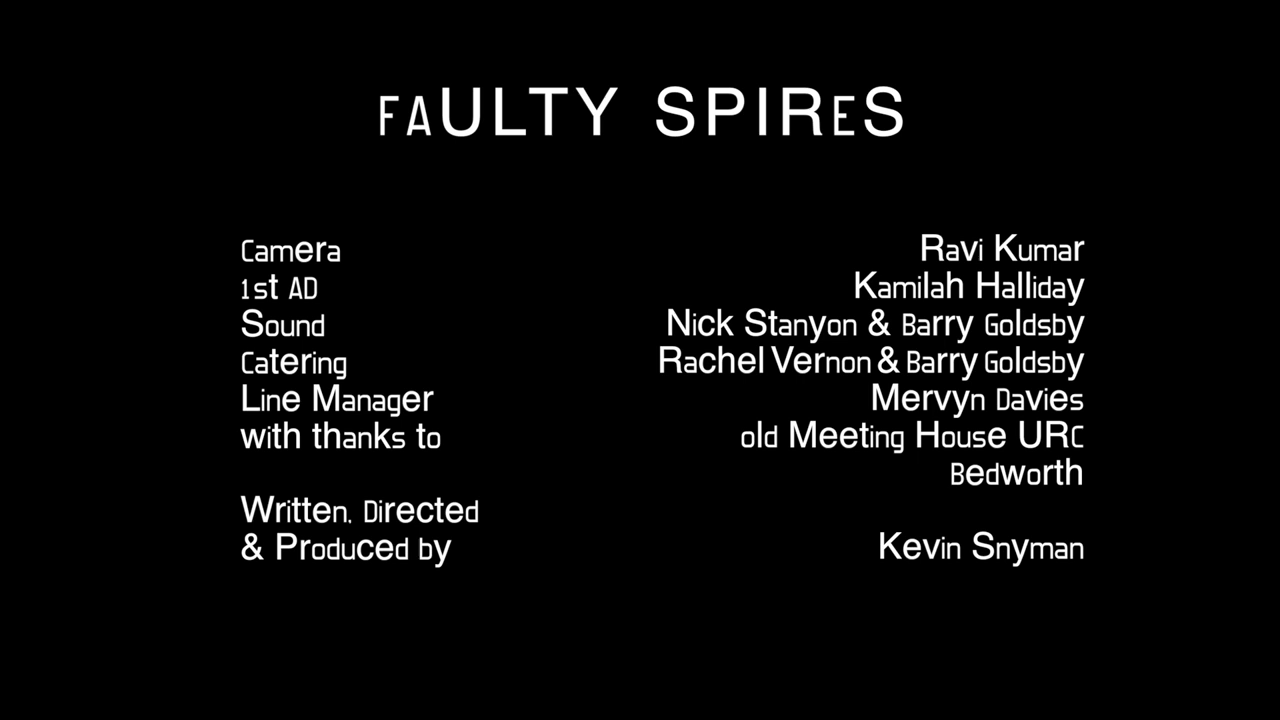 FAULTY SPIRES
Camera Ravi Kumar
1st AD Kamilah Halliday
Sound Nick Stanyon & Barry Goldsby
Catering Rachel Vernon & Barry Goldsby
Line Manager Mervyn Davies
with thanks to old Meeting House URC
Bedworth
Written, Directed
& Produced by Kevin Snyman